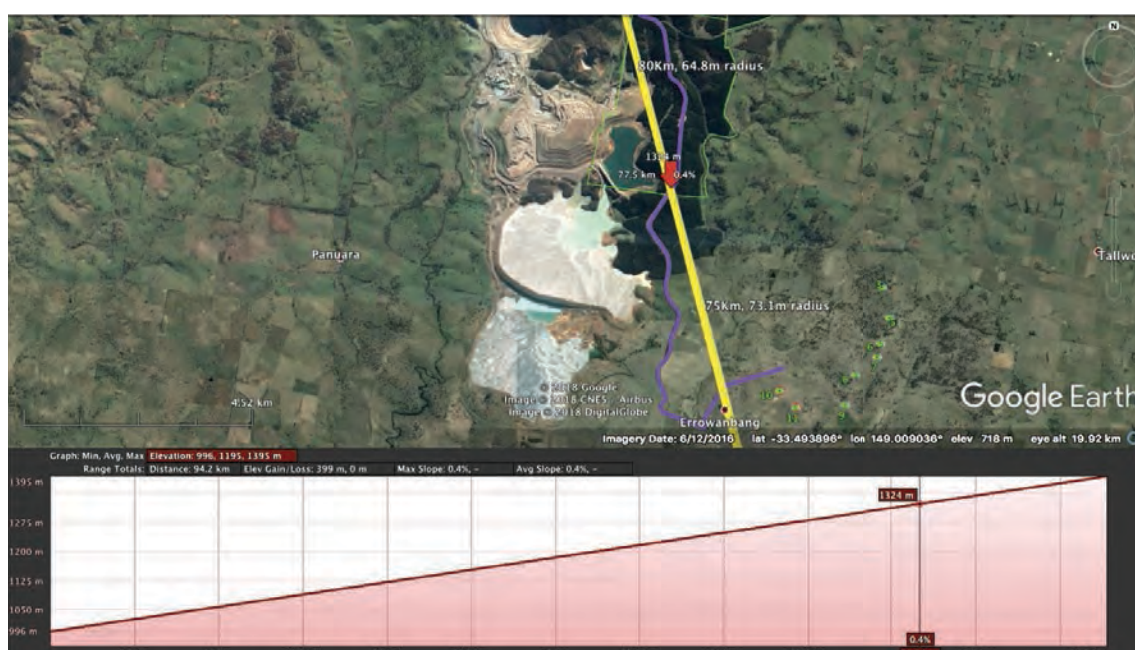 N
80Km, 64.8m radius
1324 m
77.5 km 0.4%
Panuara
Tallwo
75Km, 73.1m radius
10
4.52 km
© 2018 Google
Image © 2018 CNES / Airbus
Image © 2018 DigitalGlobe
Google Earth
Errowanbang
Imagery Date: 6/12/2016 lat -33.493896° lon 149.009036° elev 718 m eye alt 19.92 km
Graph: Min, Avg, Max Elevation: 996, 1195, 1395 m
Range Totals: Distance: 94.2 km Elev Gain/Loss: 399 m, 0 m Max Slope: 0.4%, - Avg Slope: 0.4%, -
1395 m
1324 m
1275 m
1200 m
1125 m
1050 m
996 m
0.4%